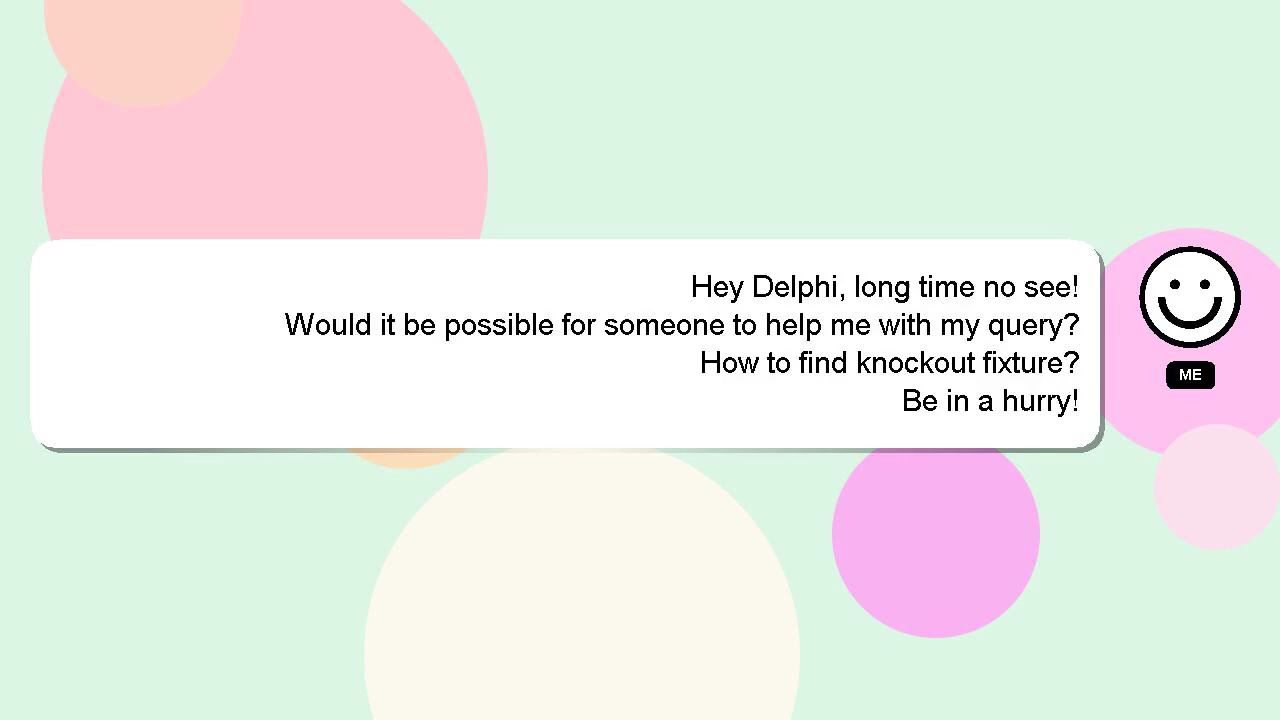 Hey Delphi, long time no see!
Would it be possible for someone to help me with my query?
How to find knockout fixture?
Be in a hurry!
ME